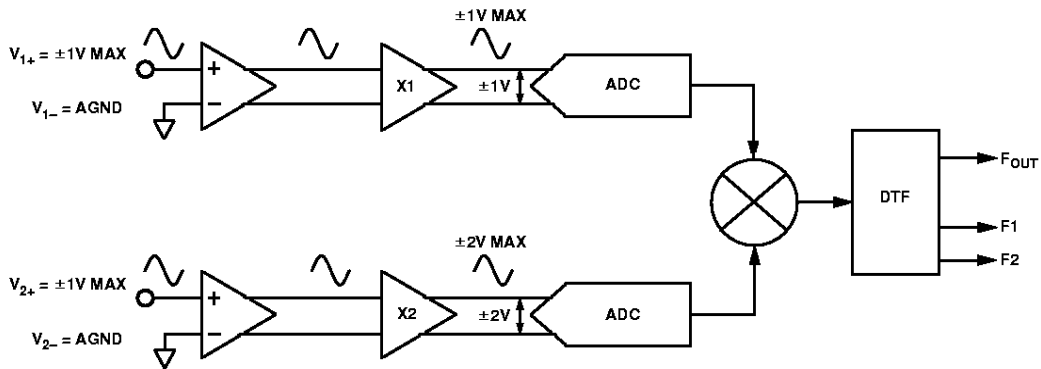 ±1V MAX
V1+ = ±1V MAX
+
X1
±1V
ADC
V1– = AGND
–
FOUT
DTF
F1
F2
±2V MAX
V2+ = ±1V MAX
+
X2
±2V
ADC
V2– = AGND
–